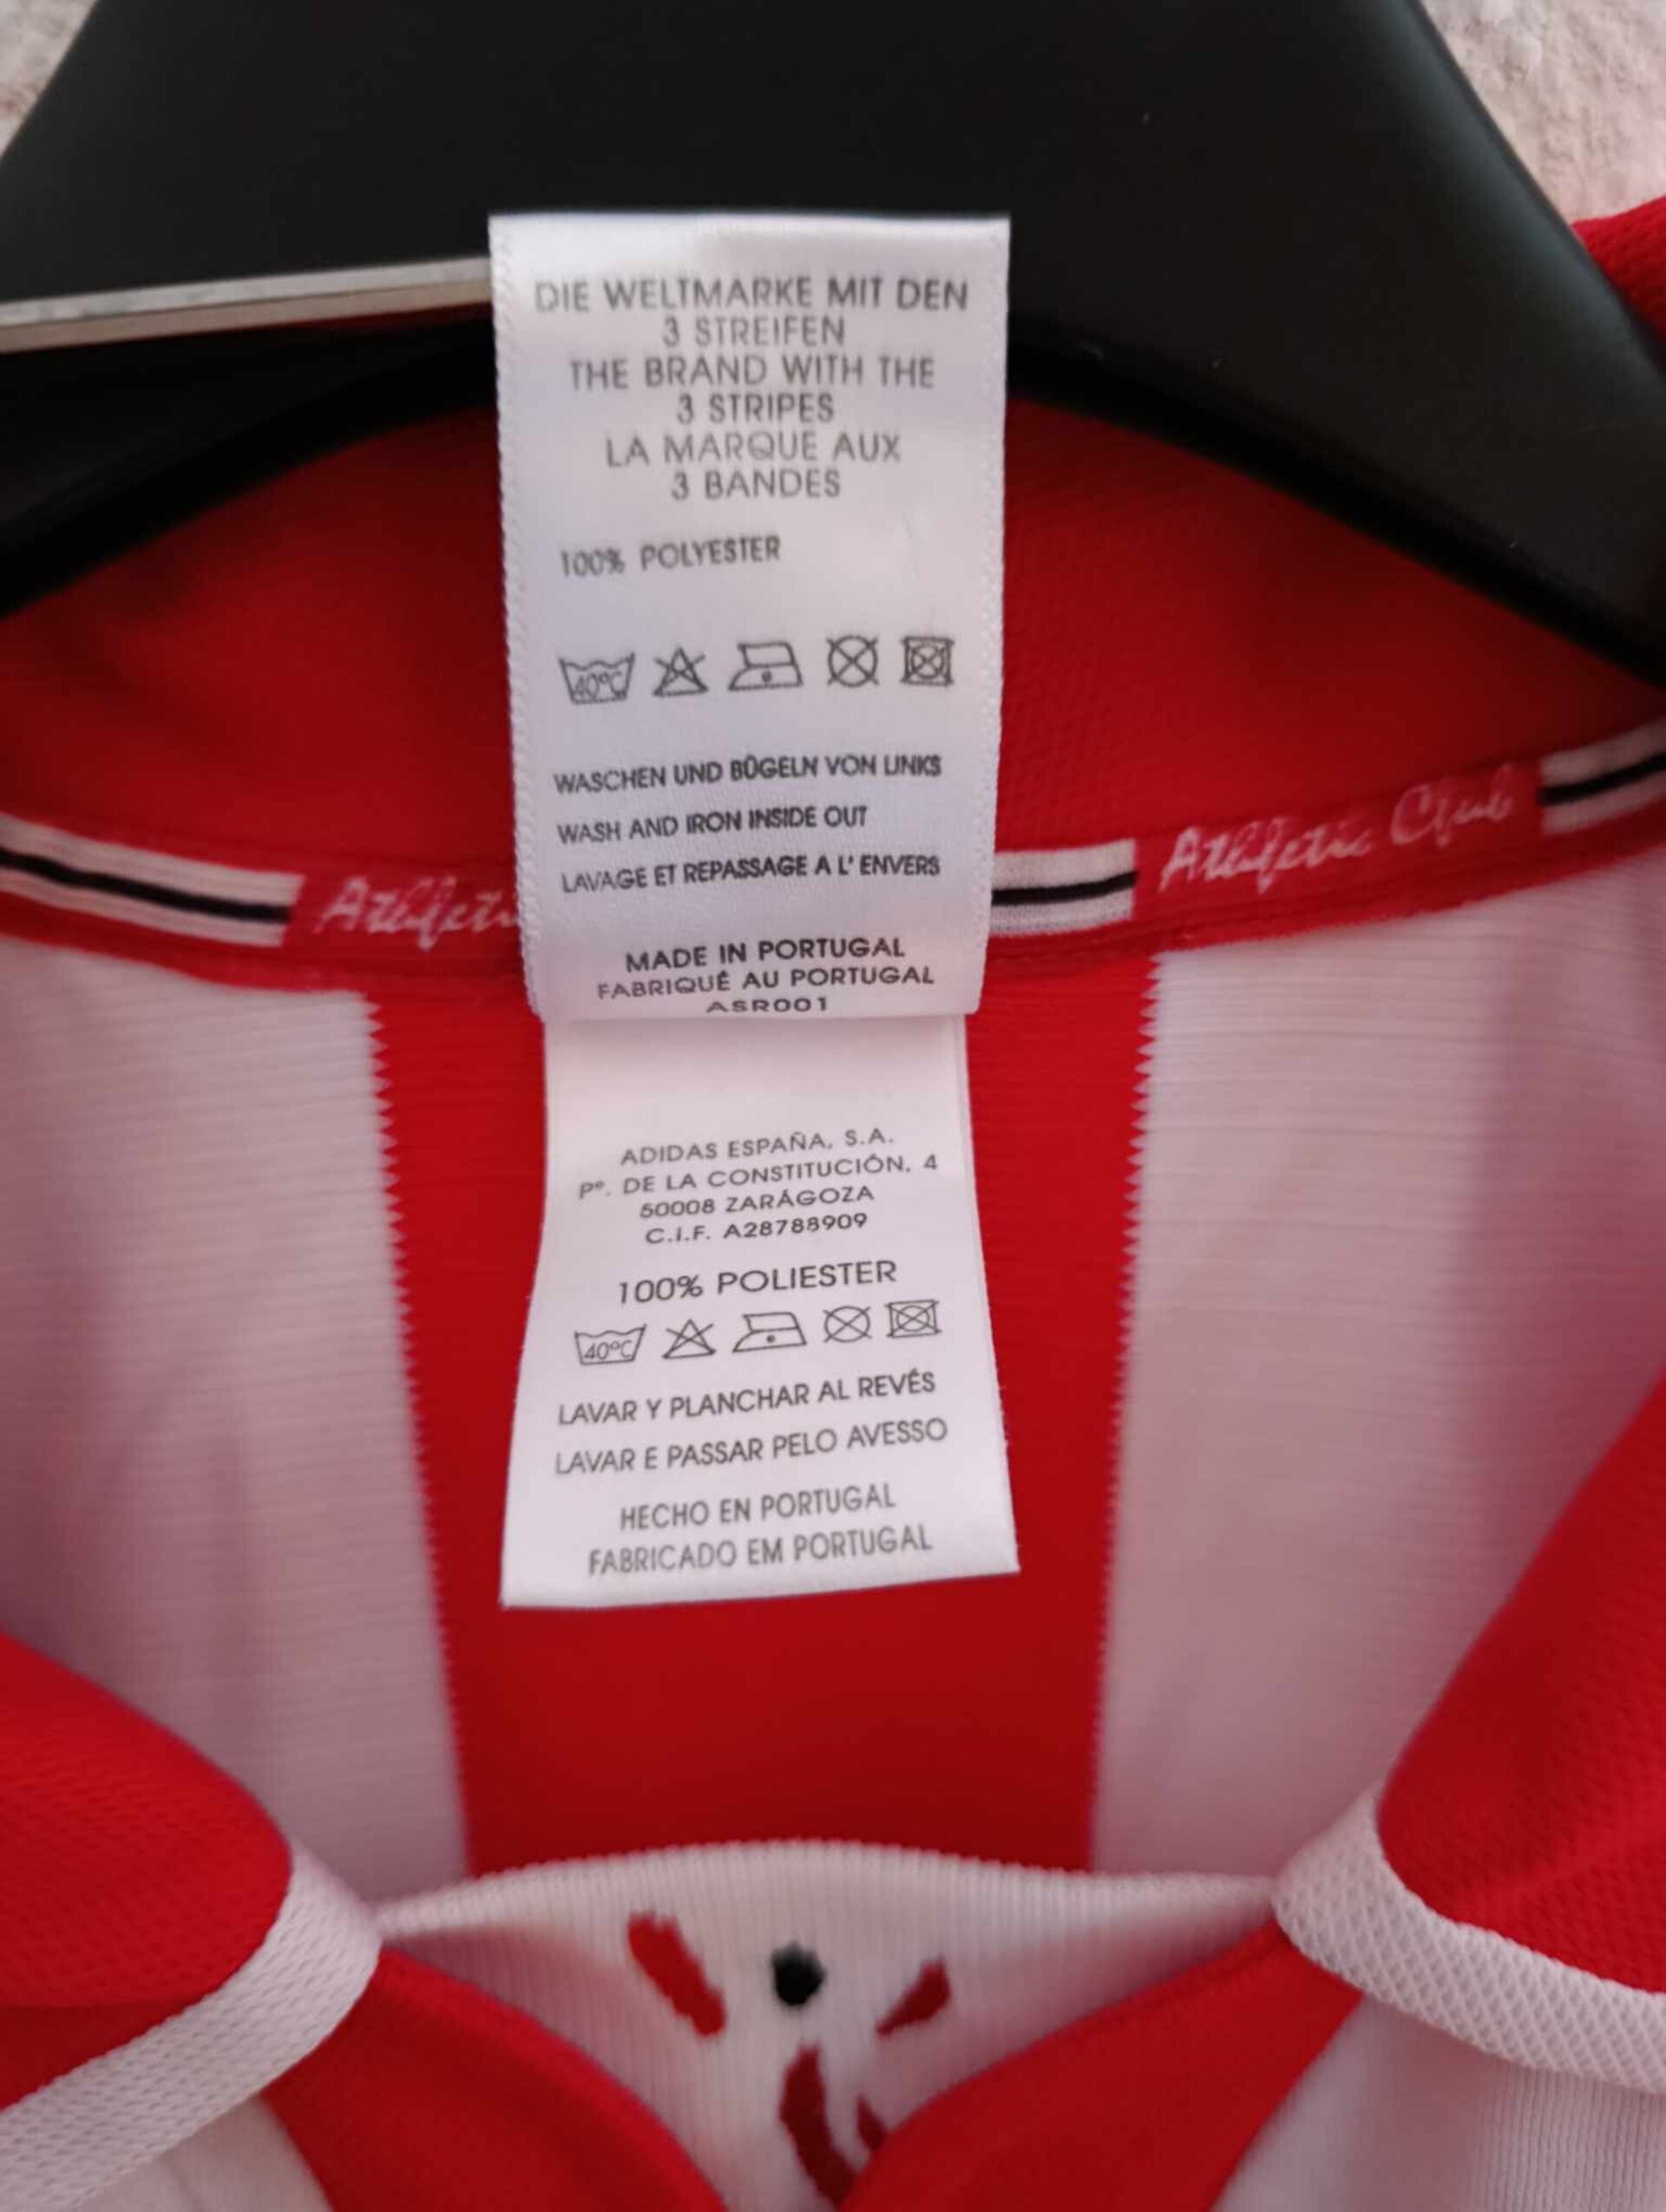 DIE WELTMARKE MIT DEN
3 STREIFEN
THE BRAND WITH THE
3 STRIPES
LA MARQUE AUX
3 BANDES
100% POLYESTER
40°C
WASCHEN UND BÜGELN VON LINKS
WASH AND IRON INSIDE OUT
LAVAGE ET REPASSAGE A L' ENVERS
MADE IN PORTUGAL
FABRIQUÉ AU PORTUGAL
ASR001
Athletic
Athletic Club
ADIDAS ESPAÑA, S.A.
Pº. DE LA CONSTITUCIÓN, 4
50008 ZARÁGOZA
C.I.F. A28788909
100% POLIESTER
40°C
LAVAR Y PLANCHAR AL REVÉS
LAVAR E PASSAR PELO AVESSO
HECHO EN PORTUGAL
FABRICADO EM PORTUGAL